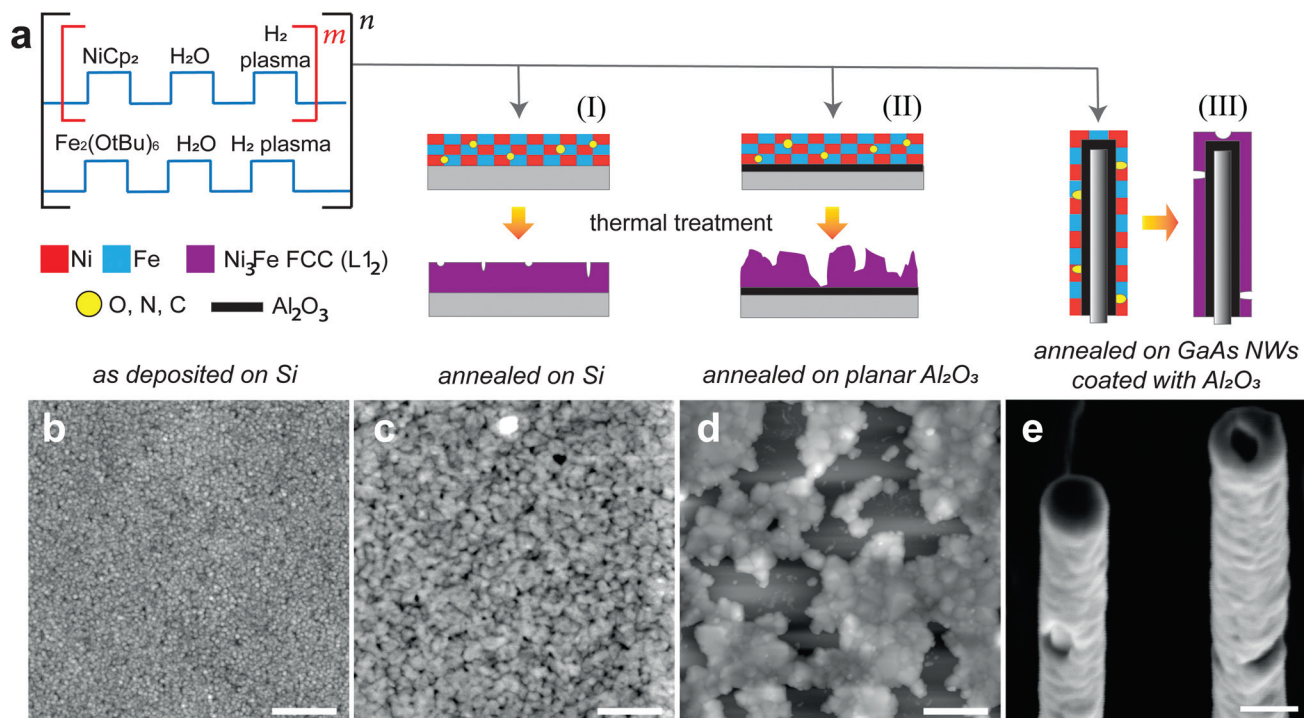 a
n
m
NiCp₂ H₂O H₂
plasma
Fe₂(OtBu)₆ H₂O H₂ plasma
(I)
(II)
(III)
thermal treatment
Ni Fe Ni₃Fe FCC (L1₂)
O, N, C Al₂O₃
as deposited on Si
annealed on Si
annealed on planar Al₂O₃
annealed on GaAs NWs
coated with Al₂O₃
b
c
d
e